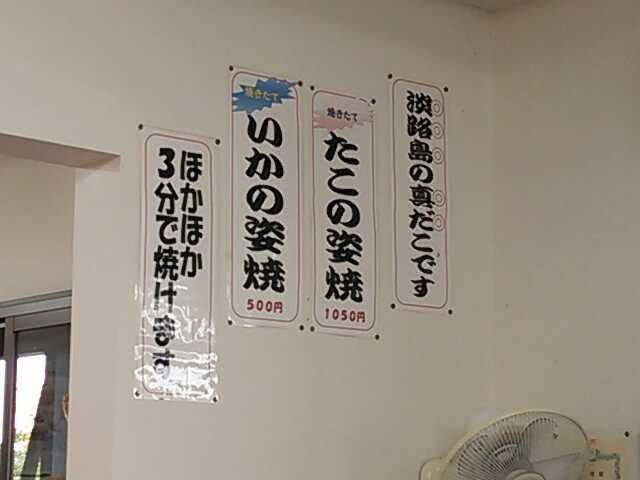 淡路島の真だこです
焼きたて
たこの姿焼
1050円
焼きたて
いかの姿焼
500円
ほかほか
3分で焼けます